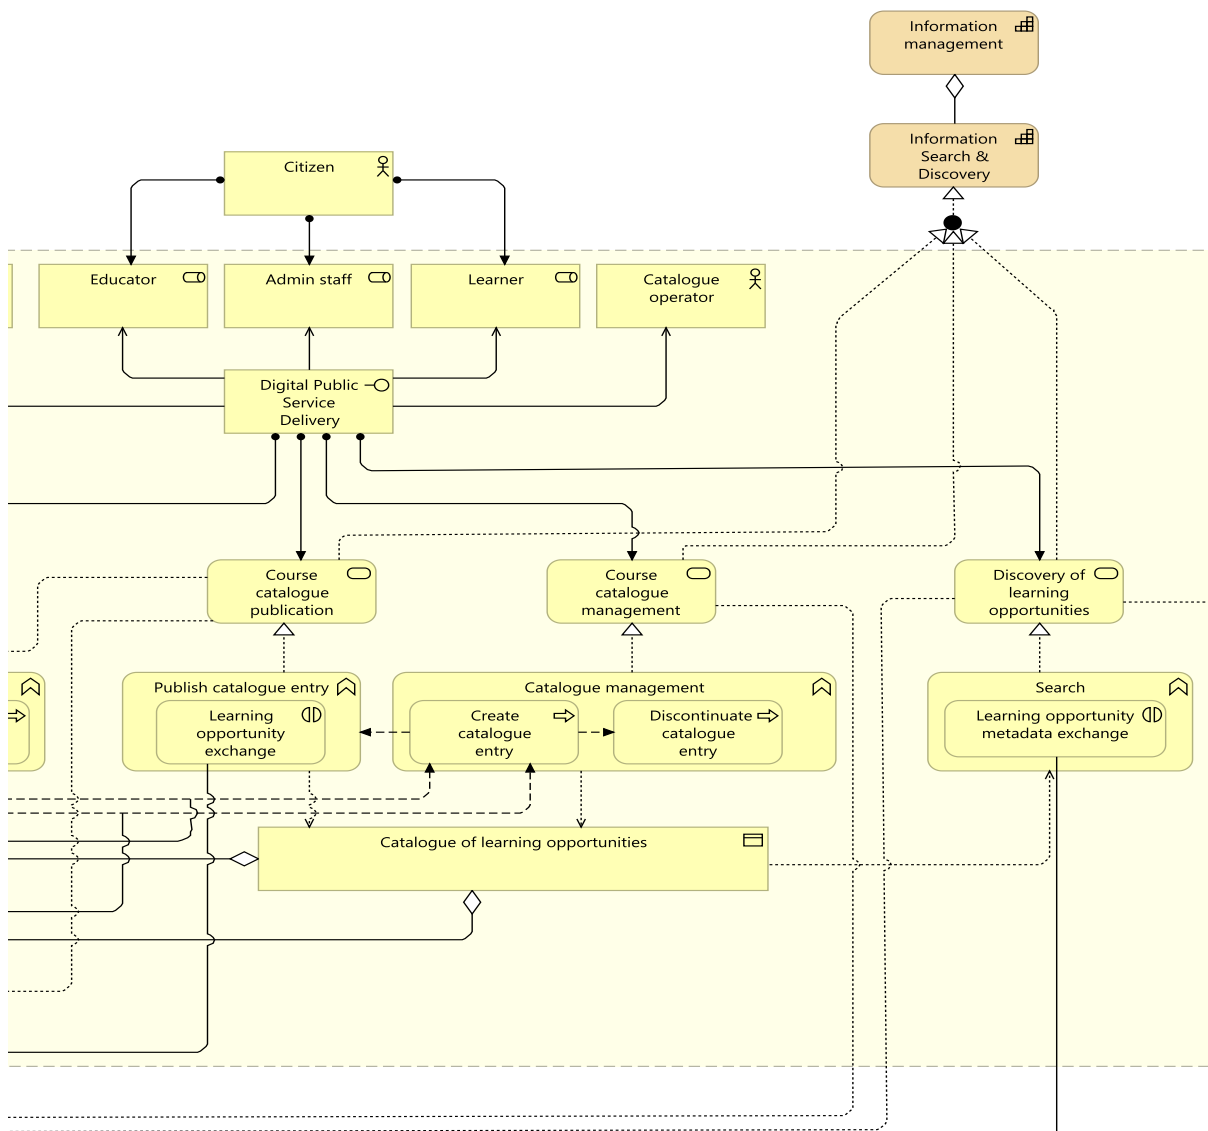 Information
management
Information
Search &
Discovery
Citizen
Educator
Admin staff
Learner
Catalogue
operator
Digital Public
Service
Delivery
Course
catalogue
publication
Course
catalogue
management
Discovery of
learning
opportunities
Publish catalogue entry
Learning
opportunity
exchange
Catalogue management
Create
catalogue
entry
Discontinuate
catalogue
entry
Search
Learning opportunity
metadata exchange
Catalogue of learning opportunities